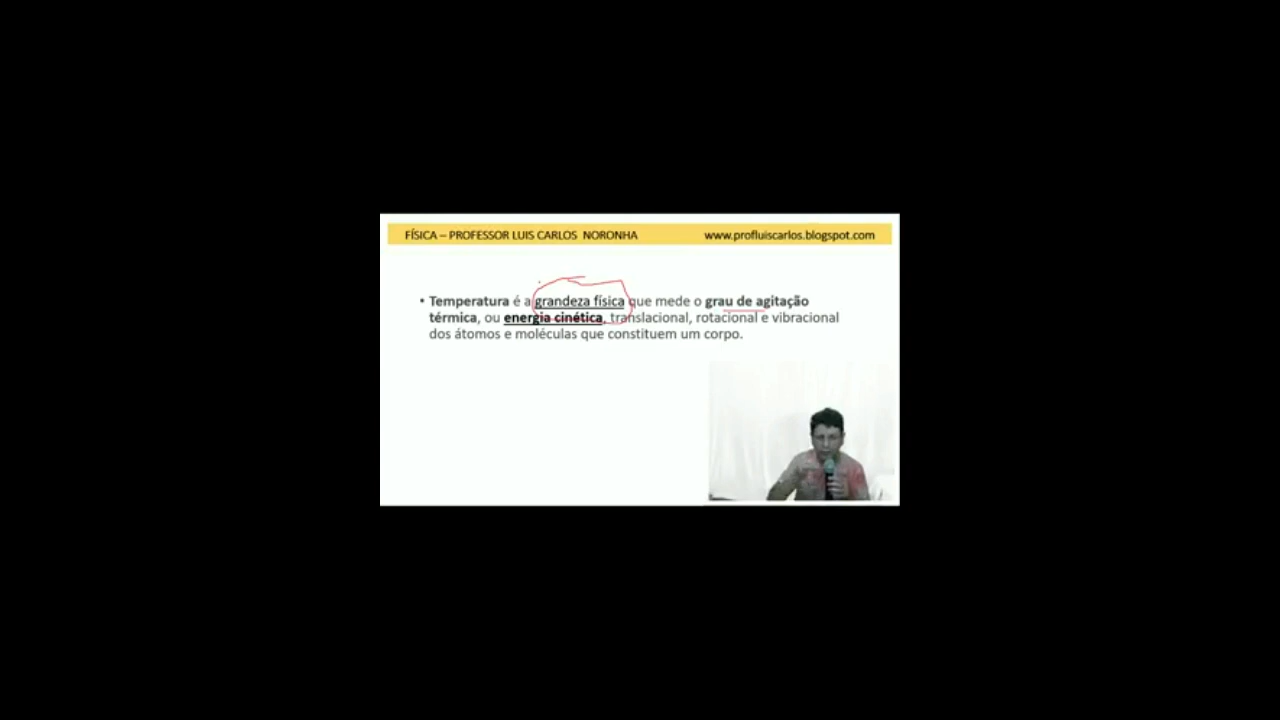 FÍSICA – PROFESSOR LUIS CARLOS NORONHA www.profluiscarlos.blogspot.com
• Temperatura é a grandeza física que mede o grau de agitação
térmica, ou energia cinética, translacional, rotacional e vibracional
dos átomos e moléculas que constituem um corpo.